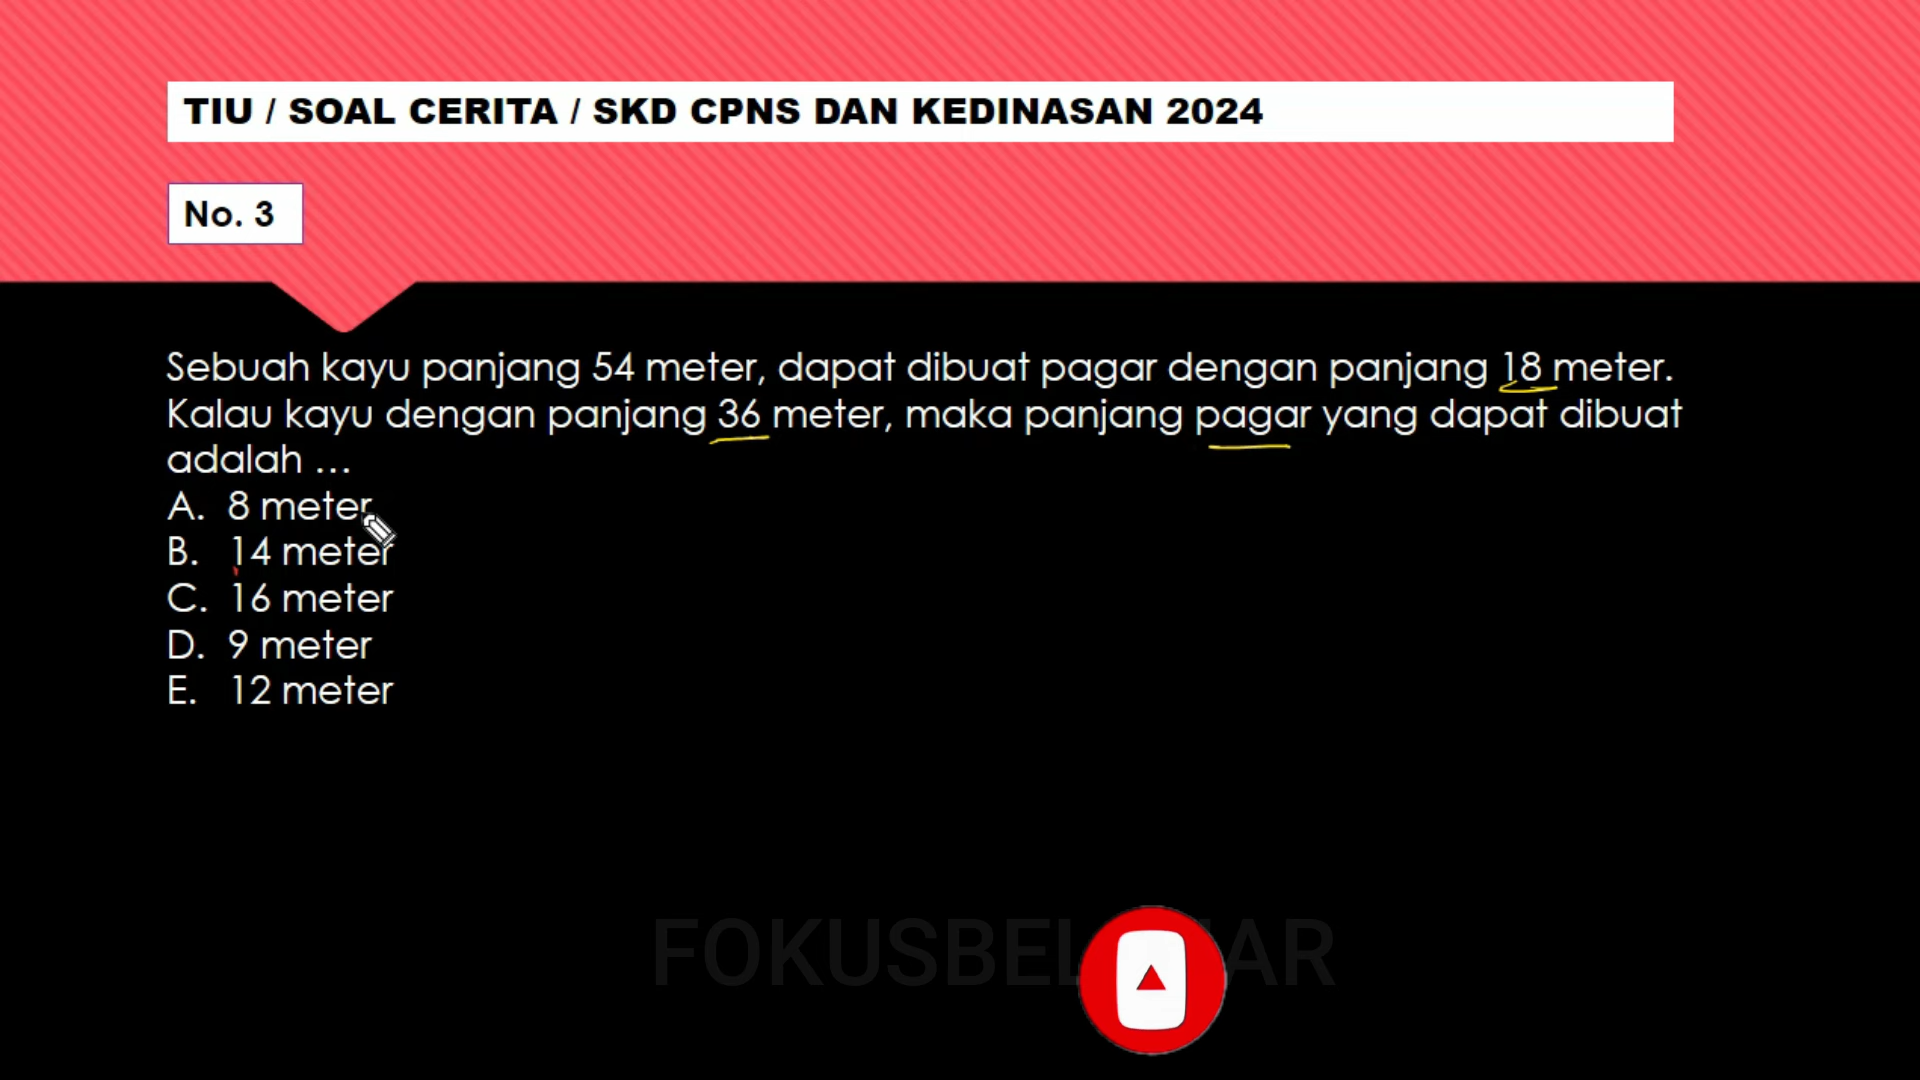 TIU / SOAL CERITA / SKD CPNS DAN KEDINASAN 2024
No. 3
Sebuah kayu panjang 54 meter, dapat dibuat pagar dengan panjang 18 meter.
Kalau kayu dengan panjang 36 meter, maka panjang pagar yang dapat dibuat
adalah ...
A. 8 meter
B. 14 meter
C. 16 meter
D. 9 meter
E. 12 meter